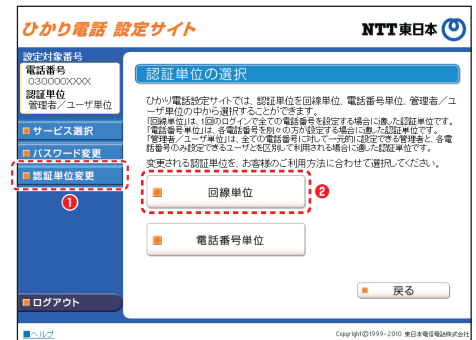 ひかり電話 設定サイト
NTT東日本
設定対象番号
電話番号
030000XXXX
認証単位
管理者/ユーザ単位
サービス選択
パスワード変更
認証単位変更
❶
ログアウト
ヘルプ
認証単位の選択
ひかり電話設定サイトでは、認証単位を回線単位、電話番号単位、管理者/ユ
ーザ単位の中から選択することができます。
「回線単位」は、1回のログインで全ての電話番号を設定する場合に適した認証単位です。
「電話番号単位」は、各電話番号を別々の方が設定する場合に適した認証単位です。
「管理者/ユーザ単位」は、全ての電話番号に対して一元的に設定できる管理者と、各電
話番号のみ設定できるユーザとを区別して利用される場合に適した認証単位です。
変更される認証単位を、お客様のご利用方法に合わせて選択してください。
回線単位
❷
電話番号単位
戻る
Copyright©1999-2010 東日本電信電話株式会社